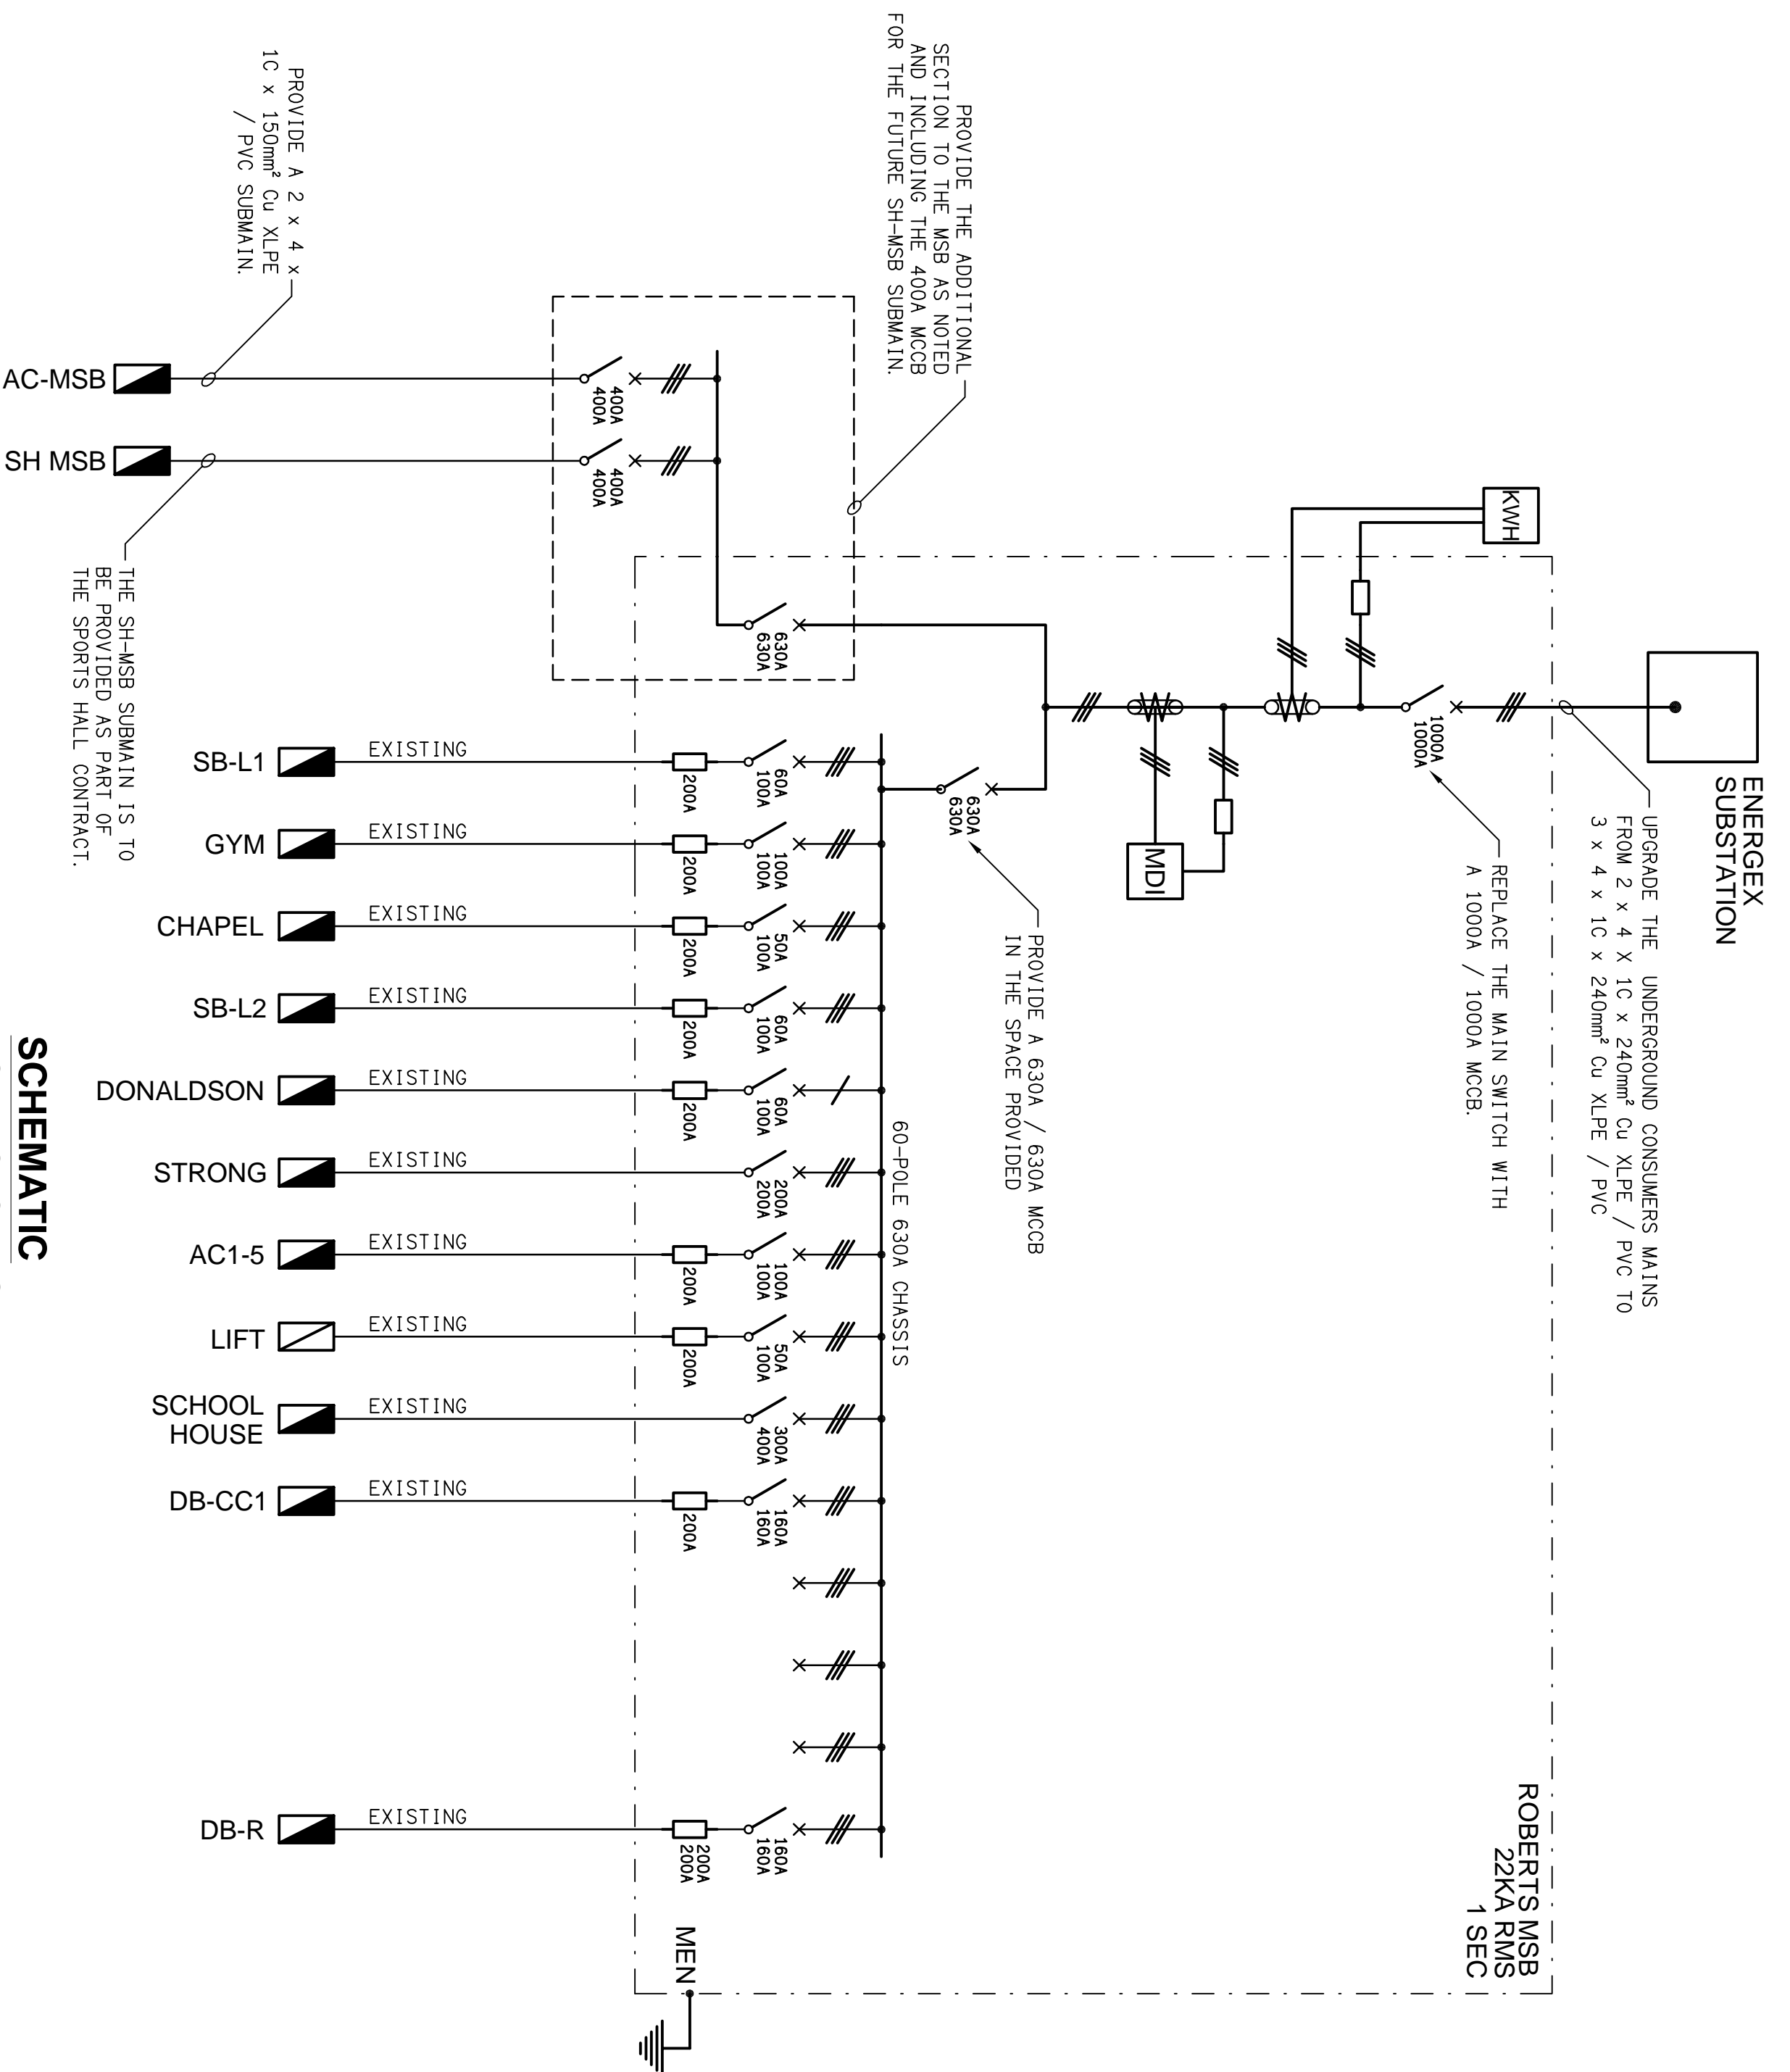 ENERGEX
SUBSTATION
UPGRADE THE UNDERGROUND CONSUMERS MAINS
FROM 2 x 4 X 1C x 240mm² Cu XLPE / PVC TO
3 x 4 x 1C x 240mm² Cu XLPE / PVC
ROBERTS MSB
22KA RMS
1 SEC
KWH
1000A
1000A
REPLACE THE MAIN SWITCH WITH
A 1000A / 1000A MCCB.
MDI
PROVIDE A 630A / 630A MCCB
IN THE SPACE PROVIDED
630A
630A
PROVIDE THE ADDITIONAL
SECTION TO THE MSB AS NOTED
AND INCLUDING THE 400A MCCB
FOR THE FUTURE SH-MSB SUBMAIN.
630A
630A
400A
400A
400A
400A
60-POLE 630A CHASSIS
60A
100A
200A
EXISTING
SB-L1
100A
100A
200A
EXISTING
GYM
50A
100A
200A
EXISTING
CHAPEL
60A
100A
200A
EXISTING
SB-L2
60A
100A
200A
EXISTING
DONALDSON
200A
200A
EXISTING
STRONG
100A
100A
200A
EXISTING
AC1-5
50A
100A
200A
EXISTING
LIFT
300A
400A
EXISTING
SCHOOL
HOUSE
160A
160A
200A
EXISTING
DB-CC1
160A
160A
200A
200A
EXISTING
DB-R
MEN
PROVIDE A 2 x 4 x
1C x 150mm² Cu XLPE
/ PVC SUBMAIN.
AC-MSB
SH MSB
THE SH-MSB SUBMAIN IS TO
BE PROVIDED AS PART OF
THE SPORTS HALL CONTRACT.
SCHEMATIC